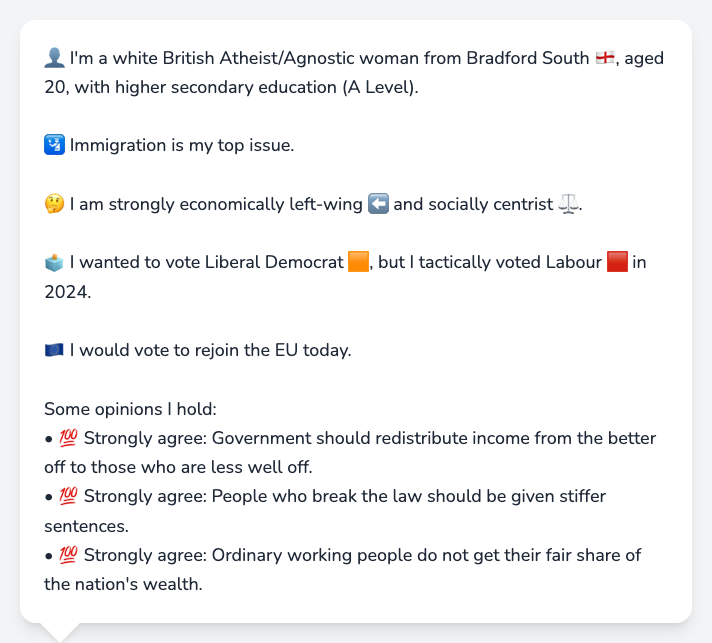 👤 I'm a white British Atheist/Agnostic woman from Bradford South 🏴󠁧󠁢󠁥󠁮󠁧󠁿, aged
20, with higher secondary education (A Level).
🛂 Immigration is my top issue.
🤔 I am strongly economically left-wing ⬅️ and socially centrist ⚖️.
🗳️ I wanted to vote Liberal Democrat 🟧, but I tactically voted Labour 🟥 in
2024.
🇪🇺 I would vote to rejoin the EU today.
Some opinions I hold:
• 💯 Strongly agree: Government should redistribute income from the better
off to those who are less well off.
• 💯 Strongly agree: People who break the law should be given stiffer
sentences.
• 💯 Strongly agree: Ordinary working people do not get their fair share of
the nation's wealth.